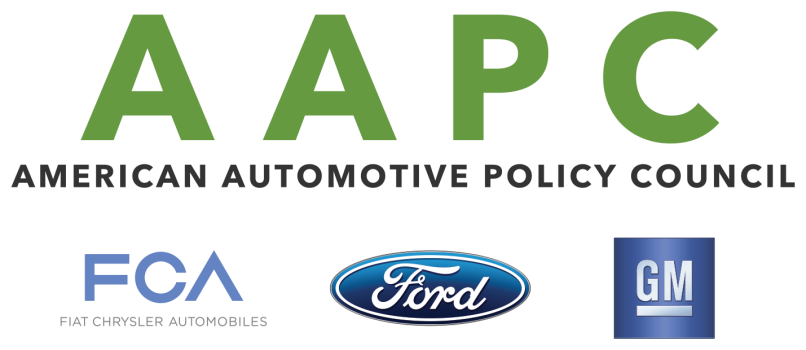 AAPC
AMERICAN AUTOMOTIVE POLICY COUNCIL
FCA
FIAT CHRYSLER AUTOMOBILES
Ford
GM